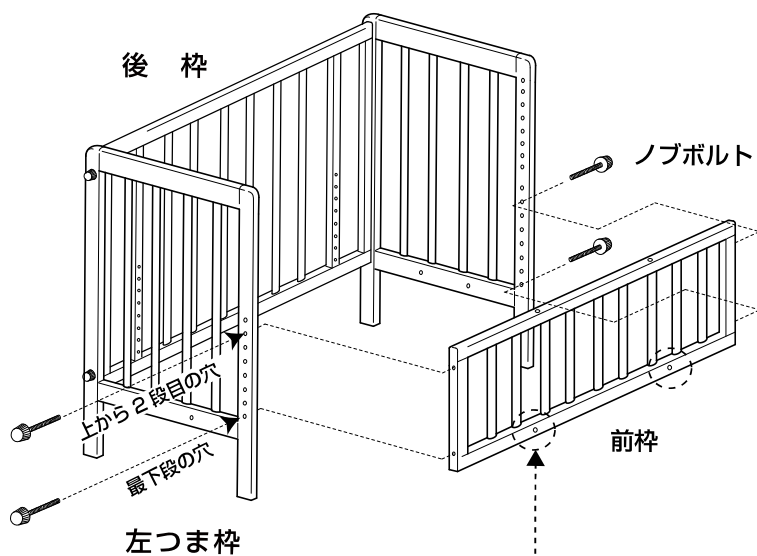 後　枠
ノブボルト
上から2段目の穴
最下段の穴
前枠
左つま枠